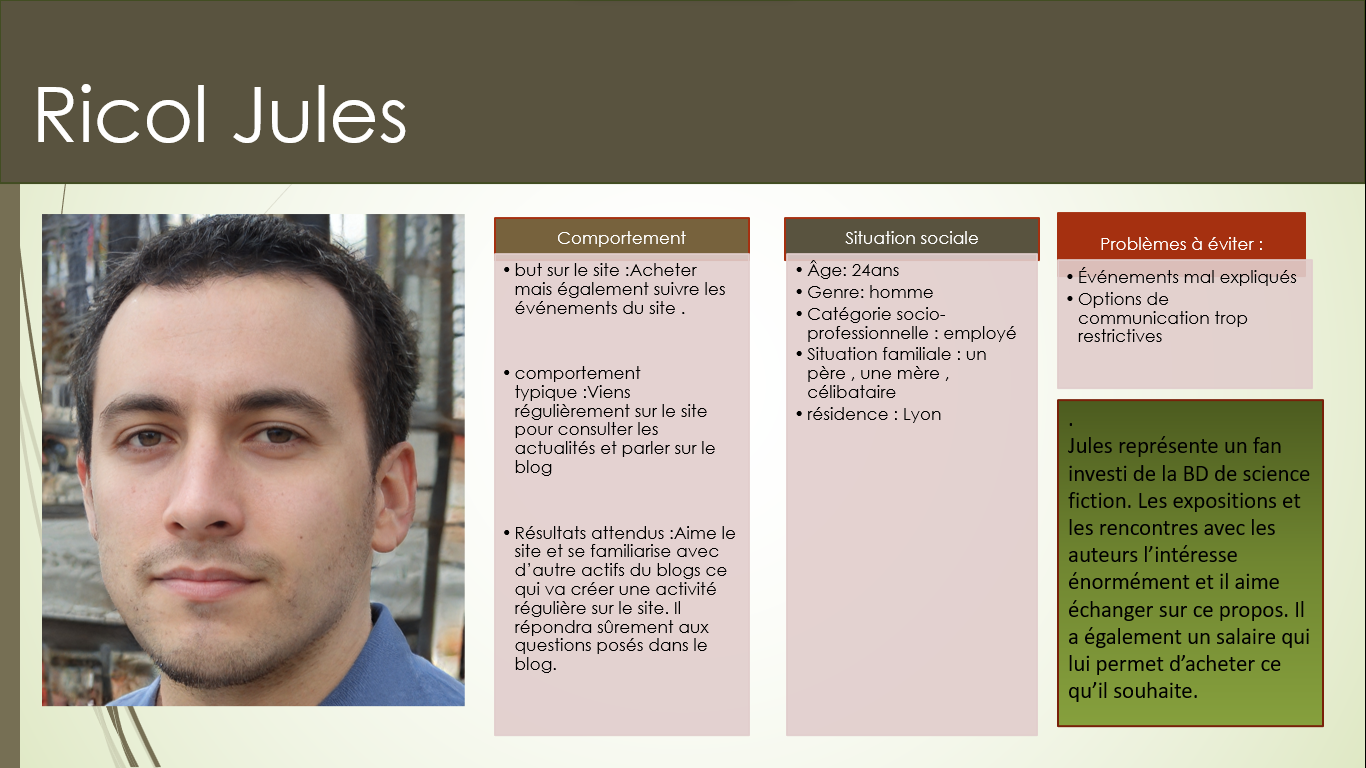 Ricol Jules
Comportement
• but sur le site :Acheter
mais également suivre les
événements du site .
• comportement
typique :Viens
régulièrement sur le site
pour consulter les
actualités et parler sur le
blog
• Résultats attendus :Aime le
site et se familiarise avec
d’autre actifs du blogs ce
qui va créer une activité
régulière sur le site. Il
répondra sûrement aux
questions posés dans le
blog.
Situation sociale
• Âge: 24ans
• Genre: homme
• Catégorie socio-
professionnelle : employé
• Situation familiale : un
père , une mère ,
célibataire
• résidence : Lyon
Problèmes à éviter :
• Événements mal expliqués
• Options de
communication trop
restrictives
.
Jules représente un fan
investi de la BD de science
fiction. Les expositions et
les rencontres avec les
auteurs l’intéresse
énormément et il aime
échanger sur ce propos. Il
a également un salaire qui
lui permet d’acheter ce
qu’il souhaite.